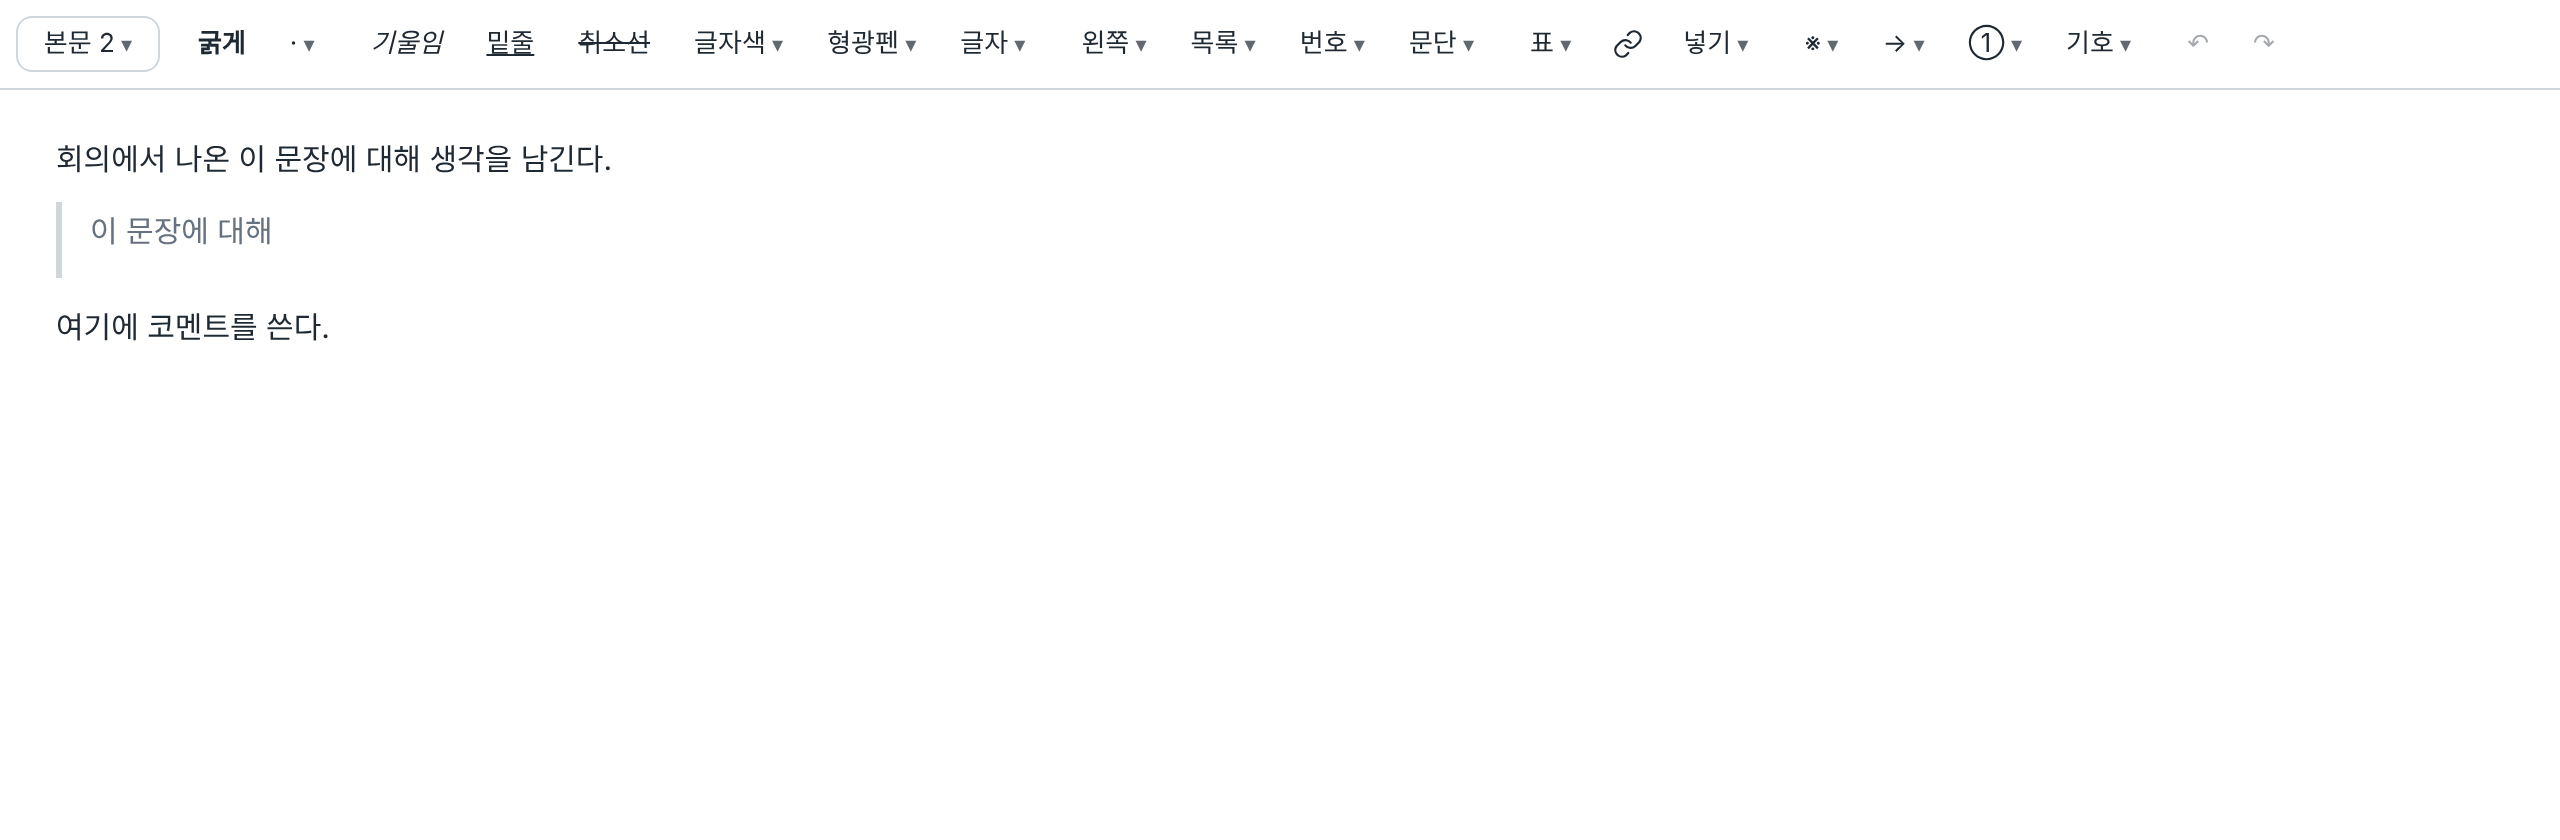 본문 2 ▾ 굵게 · ▾ 기울임 밑줄 취소선 글자색 ▾ 형광펜 ▾ 글자 ▾ 왼쪽 ▾ 목록 ▾ 번호 ▾ 문단 ▾ 표 ▾ 넣기 ▾ ※ ▾ → ▾ ① ▾ 기호 ▾ ↶ ↷
회의에서 나온 이 문장에 대해 생각을 남긴다.
이 문장에 대해
여기에 코멘트를 쓴다.